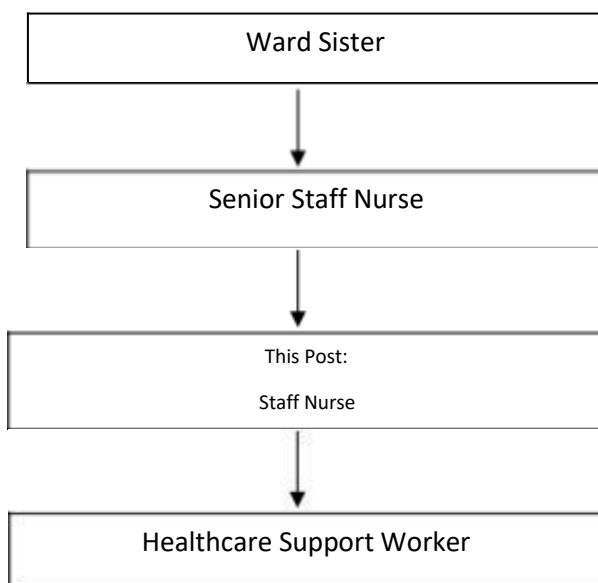 Ward Sister
Senior Staff Nurse
This Post:
Staff Nurse
Healthcare Support Worker